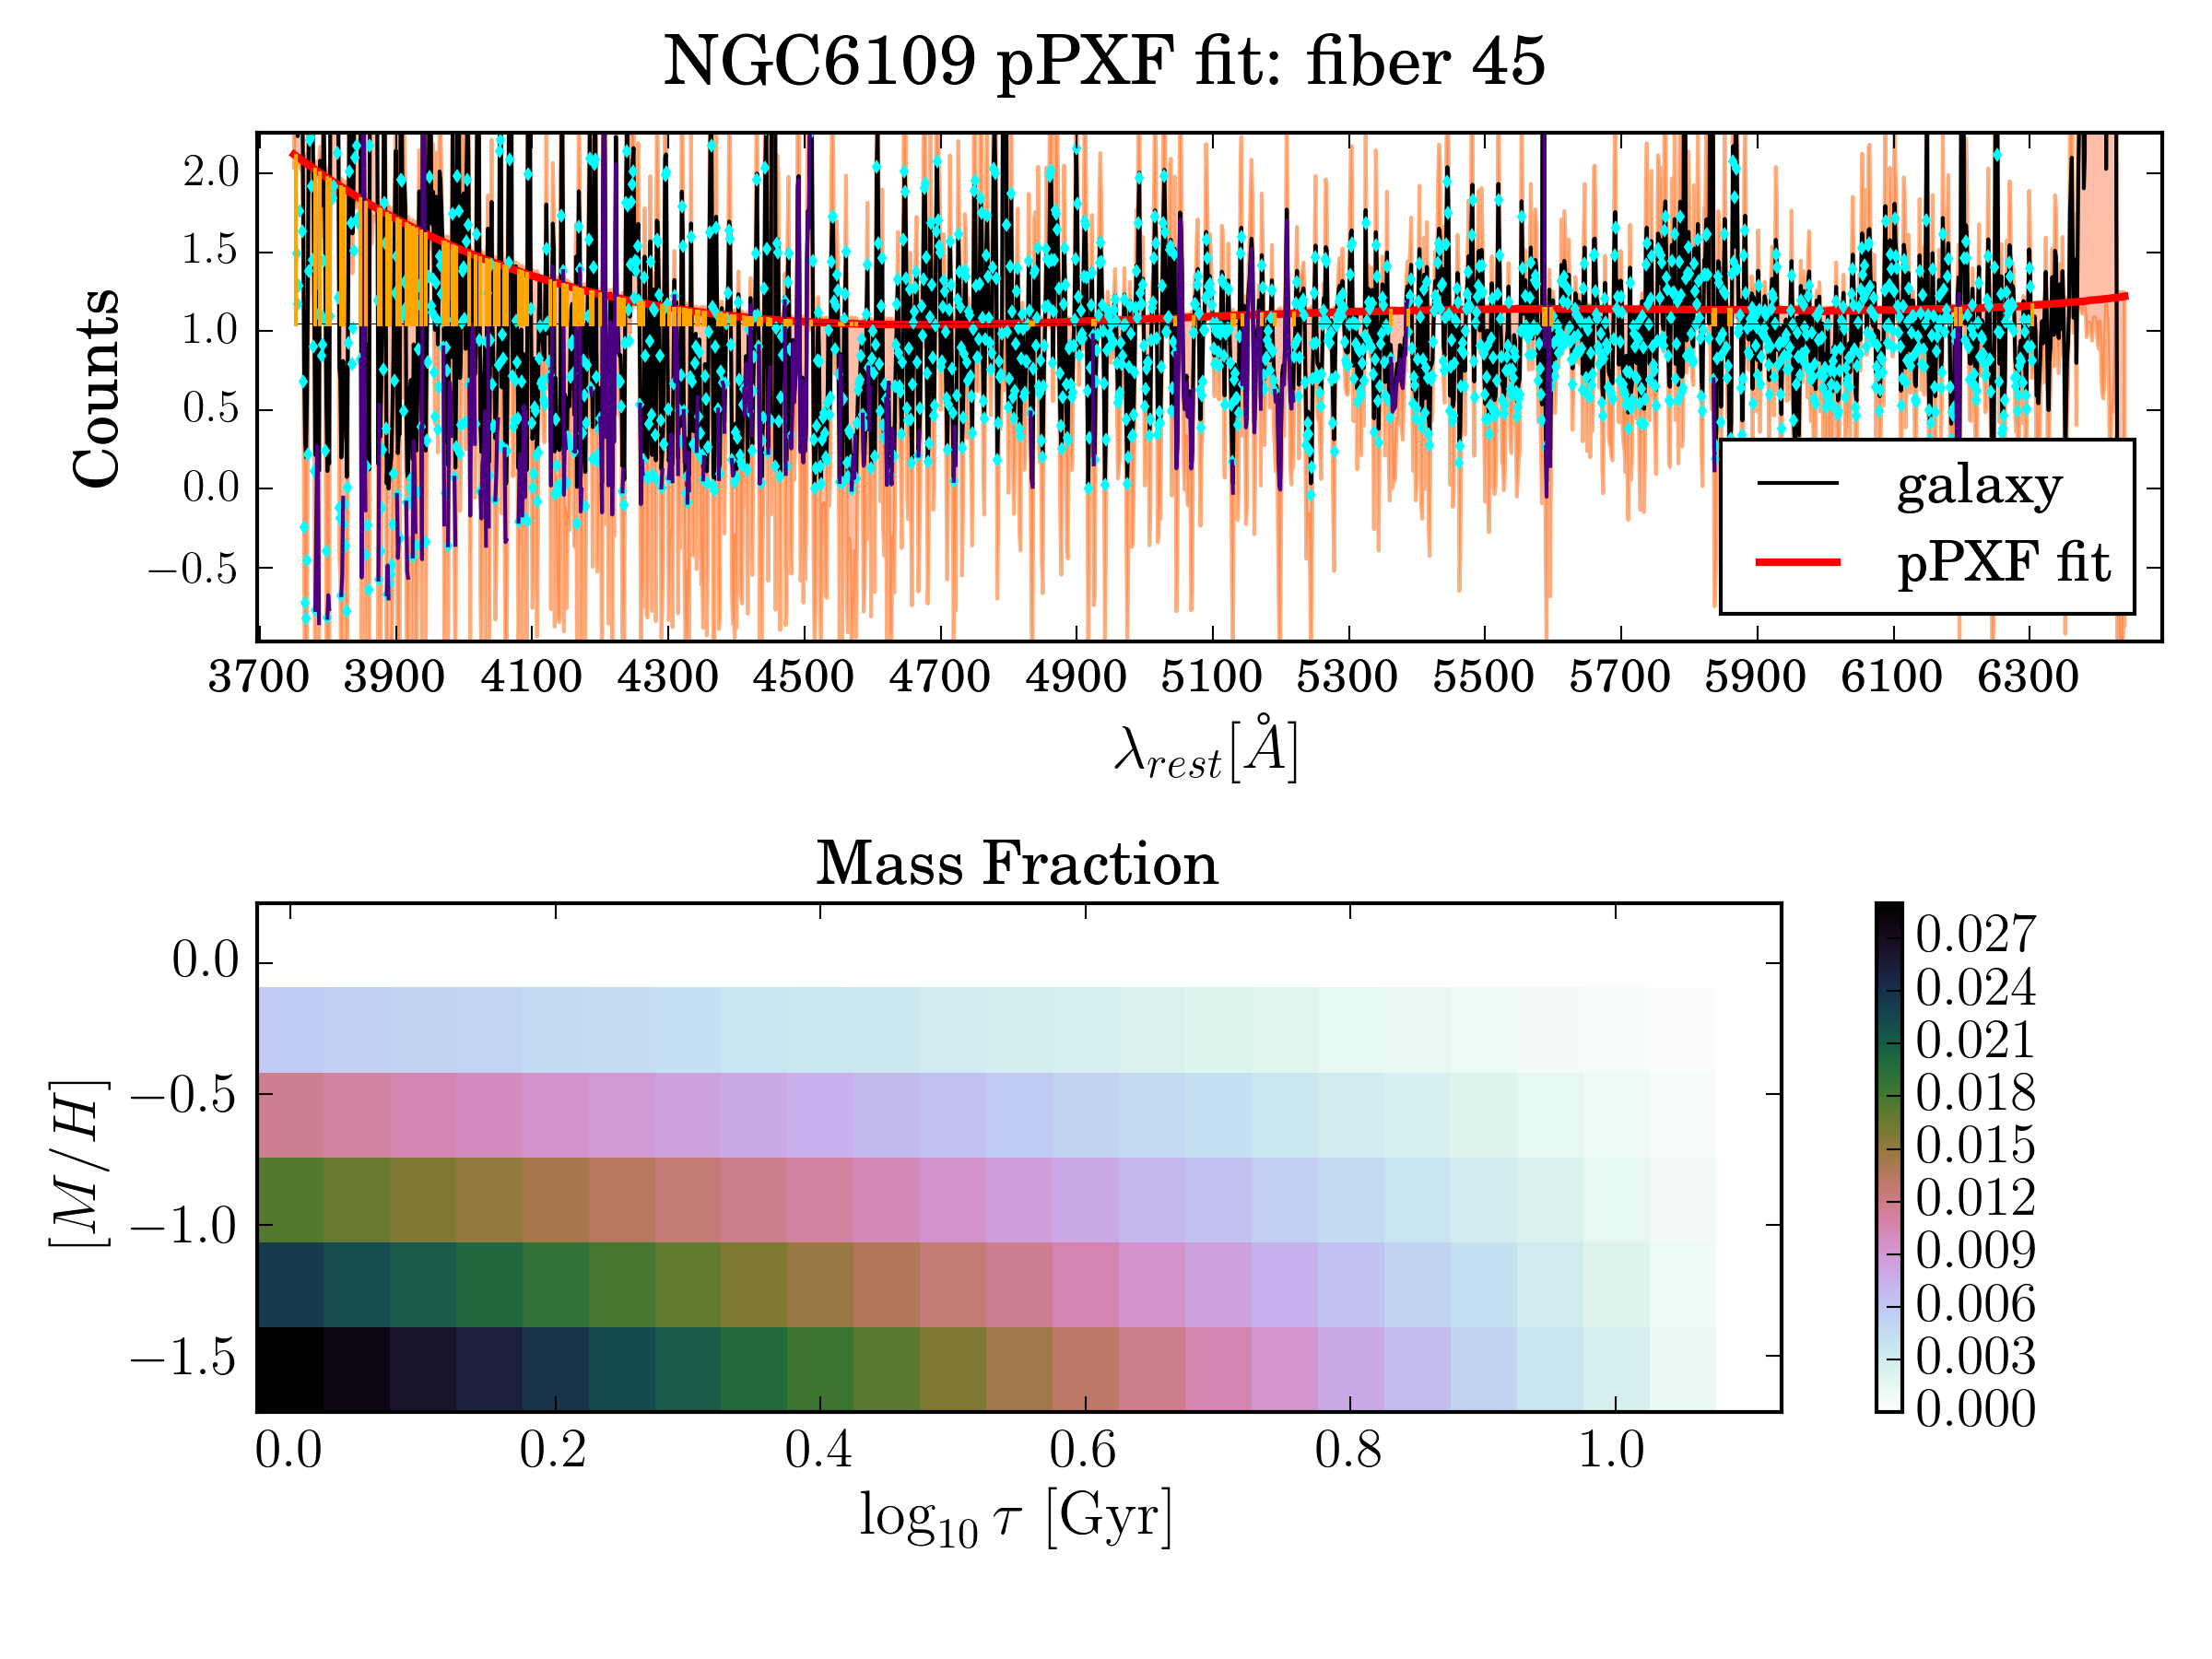 NGC6109 pPXF fit: fiber 45
Counts
2.0
1.5
1.0
0.5
0.0
−0.5
galaxy
pPXF fit
3700 3900 4100 4300 4500 4700 4900 5100 5300 5500 5700 5900 6100 6300
λrest[Å]
Mass Fraction
[M/H]
0.0
−0.5
−1.0
−1.5
0.027
0.024
0.021
0.018
0.015
0.012
0.009
0.006
0.003
0.000
0.0 0.2 0.4 0.6 0.8 1.0
log10 τ [Gyr]